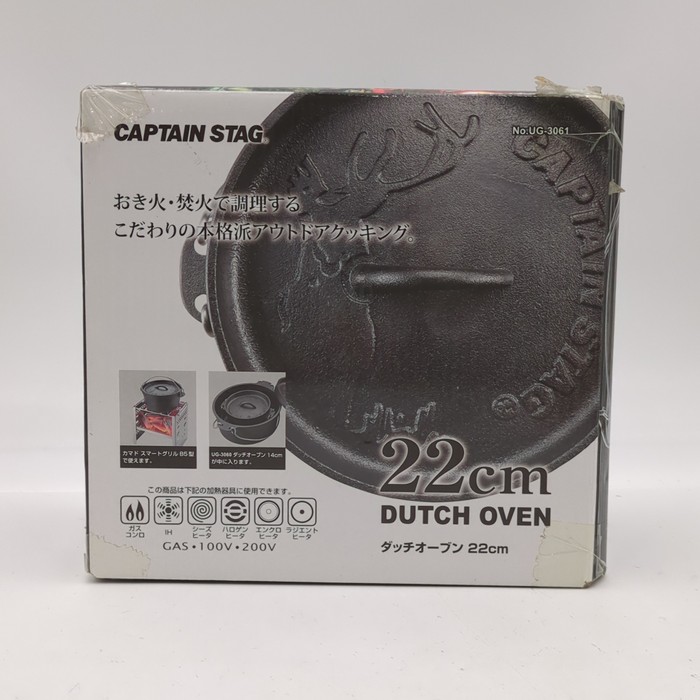 CAPTAIN STAG®
No.UG-3061
おき火・焚火で調理する
こだわりの本格派アウトドアクッキング。
CAPTAIN STAG®
カマド スマートグリル B5型
で使えます。
UG-3059 ダッチオーブン 14cm
が中に入ります。
22cm
DUTCH OVEN
ダッチオーブン 22cm
この商品は下記の加熱器具に使用できます。
ガス
コンロ
IH
シーズ
ヒータ
ハロゲン
ヒータ
エンクロ
ヒータ
ラジエント
ヒータ
GAS・100V・200V